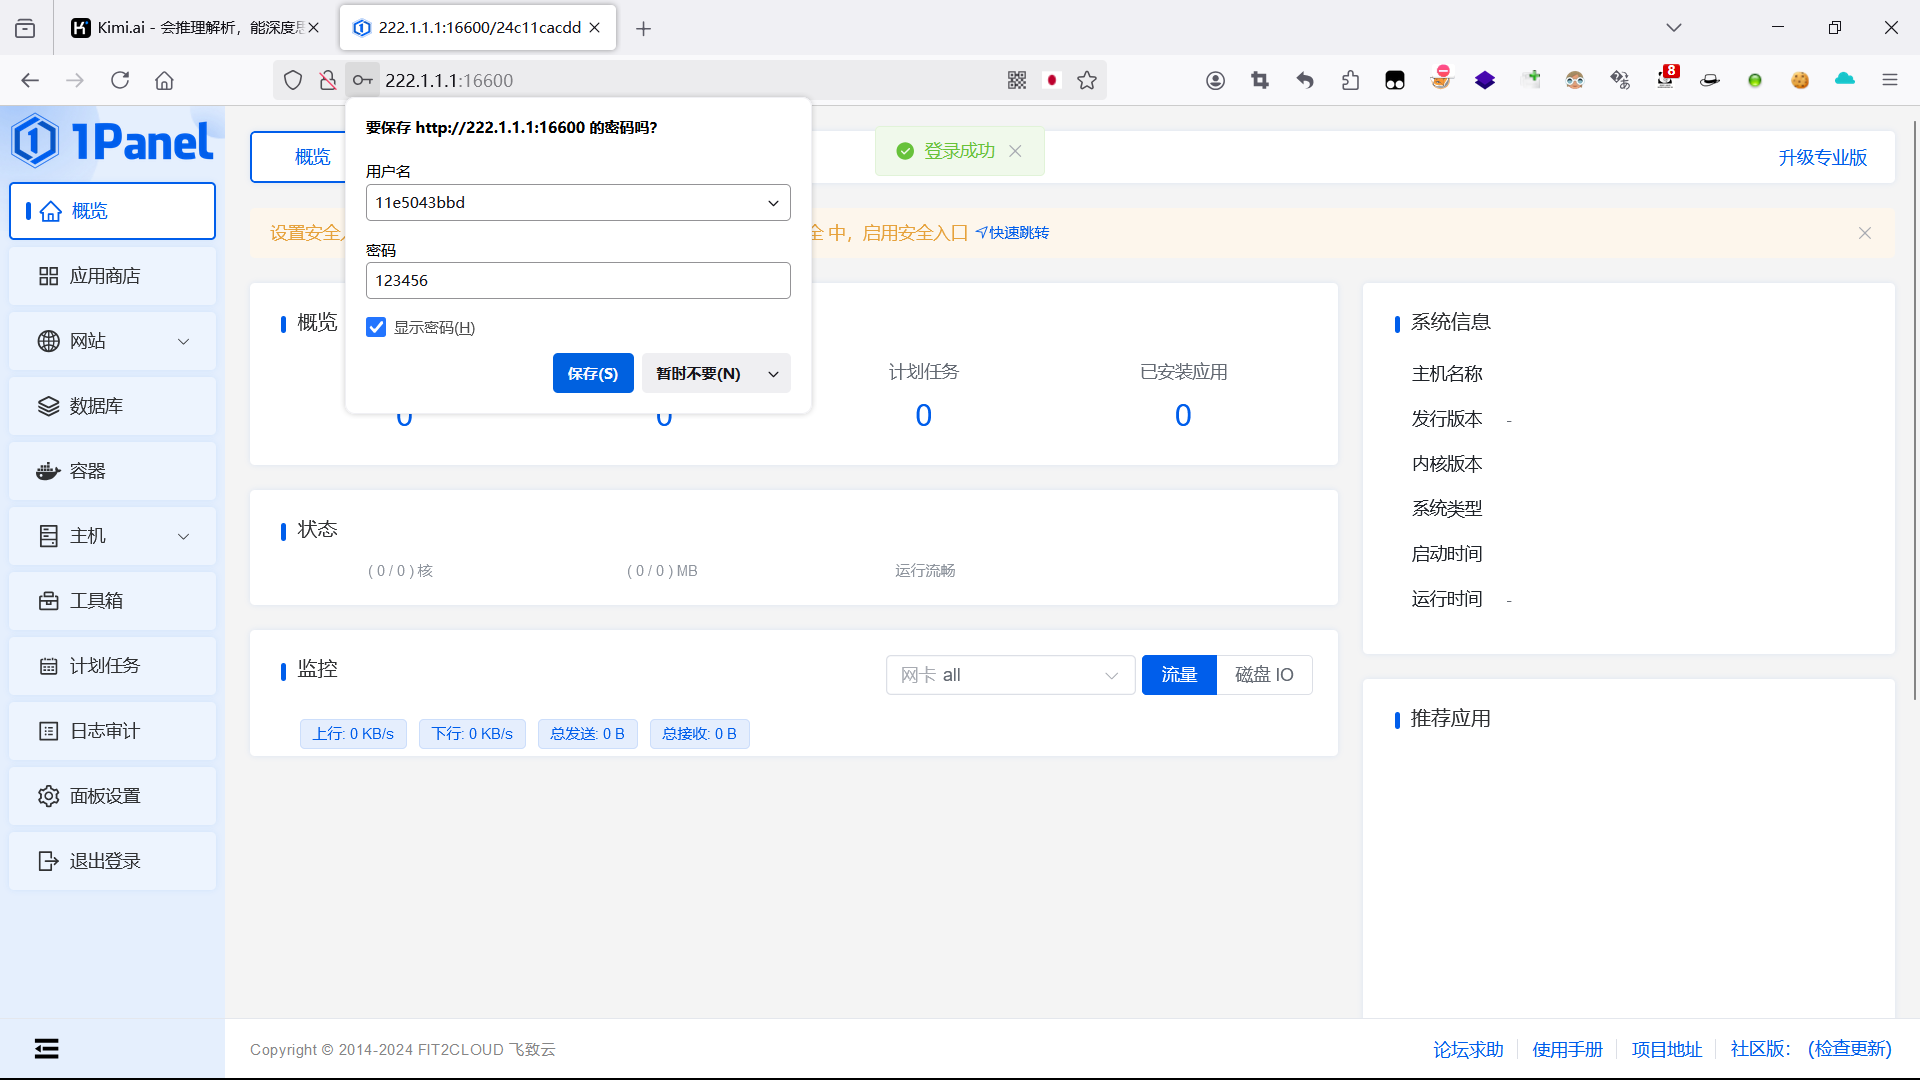 Kimi.ai - 会推理解析，能深度思
222.1.1.1:16600/24c11cacdd
222.1.1.1:16600
8
1Panel
概览
应用商店
网站
数据库
容器
主机
工具箱
计划任务
日志审计
面板设置
退出登录
要保存 http://222.1.1.1:16600 的密码吗?
用户名
11e5043bbd
密码
123456
显示密码(H)
保存(S)
暂时不要(N)
概览
登录成功
升级专业版
设置安全
全 中，启用安全入口 快速跳转
概览
计划任务
已安装应用
0
0
0
0
状态
( 0 / 0 ) 核
( 0 / 0 ) MB
运行流畅
监控
网卡 all
流量
磁盘 IO
上行: 0 KB/s
下行: 0 KB/s
总发送: 0 B
总接收: 0 B
系统信息
主机名称
发行版本 -
内核版本
系统类型
启动时间
运行时间 -
推荐应用
Copyright © 2014-2024 FIT2CLOUD 飞致云
论坛求助
使用手册
项目地址
社区版:
(检查更新)